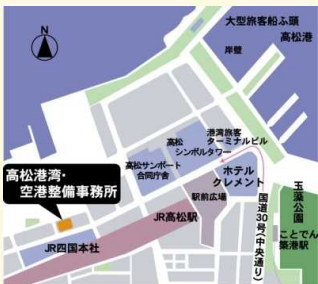 N
大型旅客船ふ頭
高松港
岸壁
港湾旅客
ターミナルビル
高松
シンボルタワー
高松サンポート
合同庁舎
ホテル
クレメント
高松港湾・
空港整備事務所
駅前広場
玉藻公園
国道30号(中央通り)
JR高松駅
ことでん
築港駅
JR四国本社